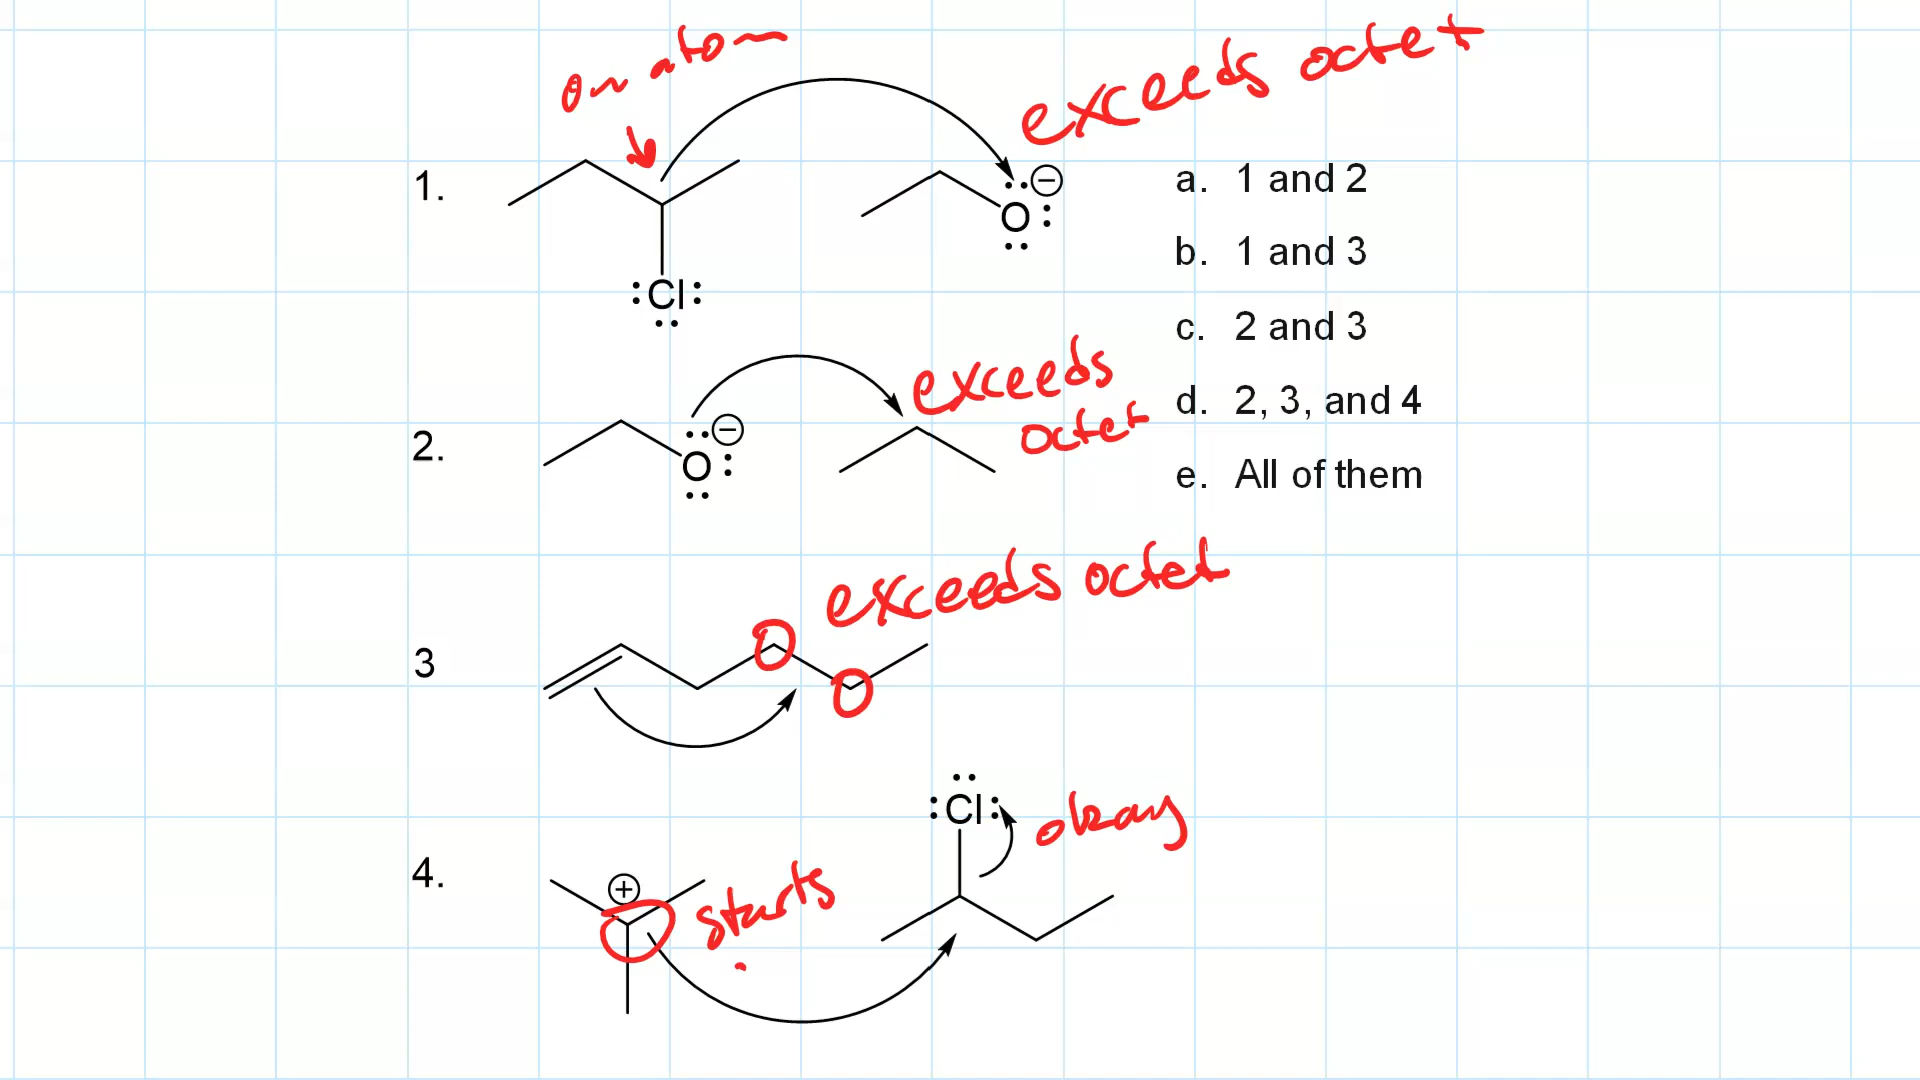 on atom
exceeds octet
1.
:Cl:
O
a. 1 and 2
b. 1 and 3
c. 2 and 3
d. 2, 3, and 4
e. All of them
2.
O
exceeds
octet
3
exceeds octet
4.
:Cl:
okay
starts